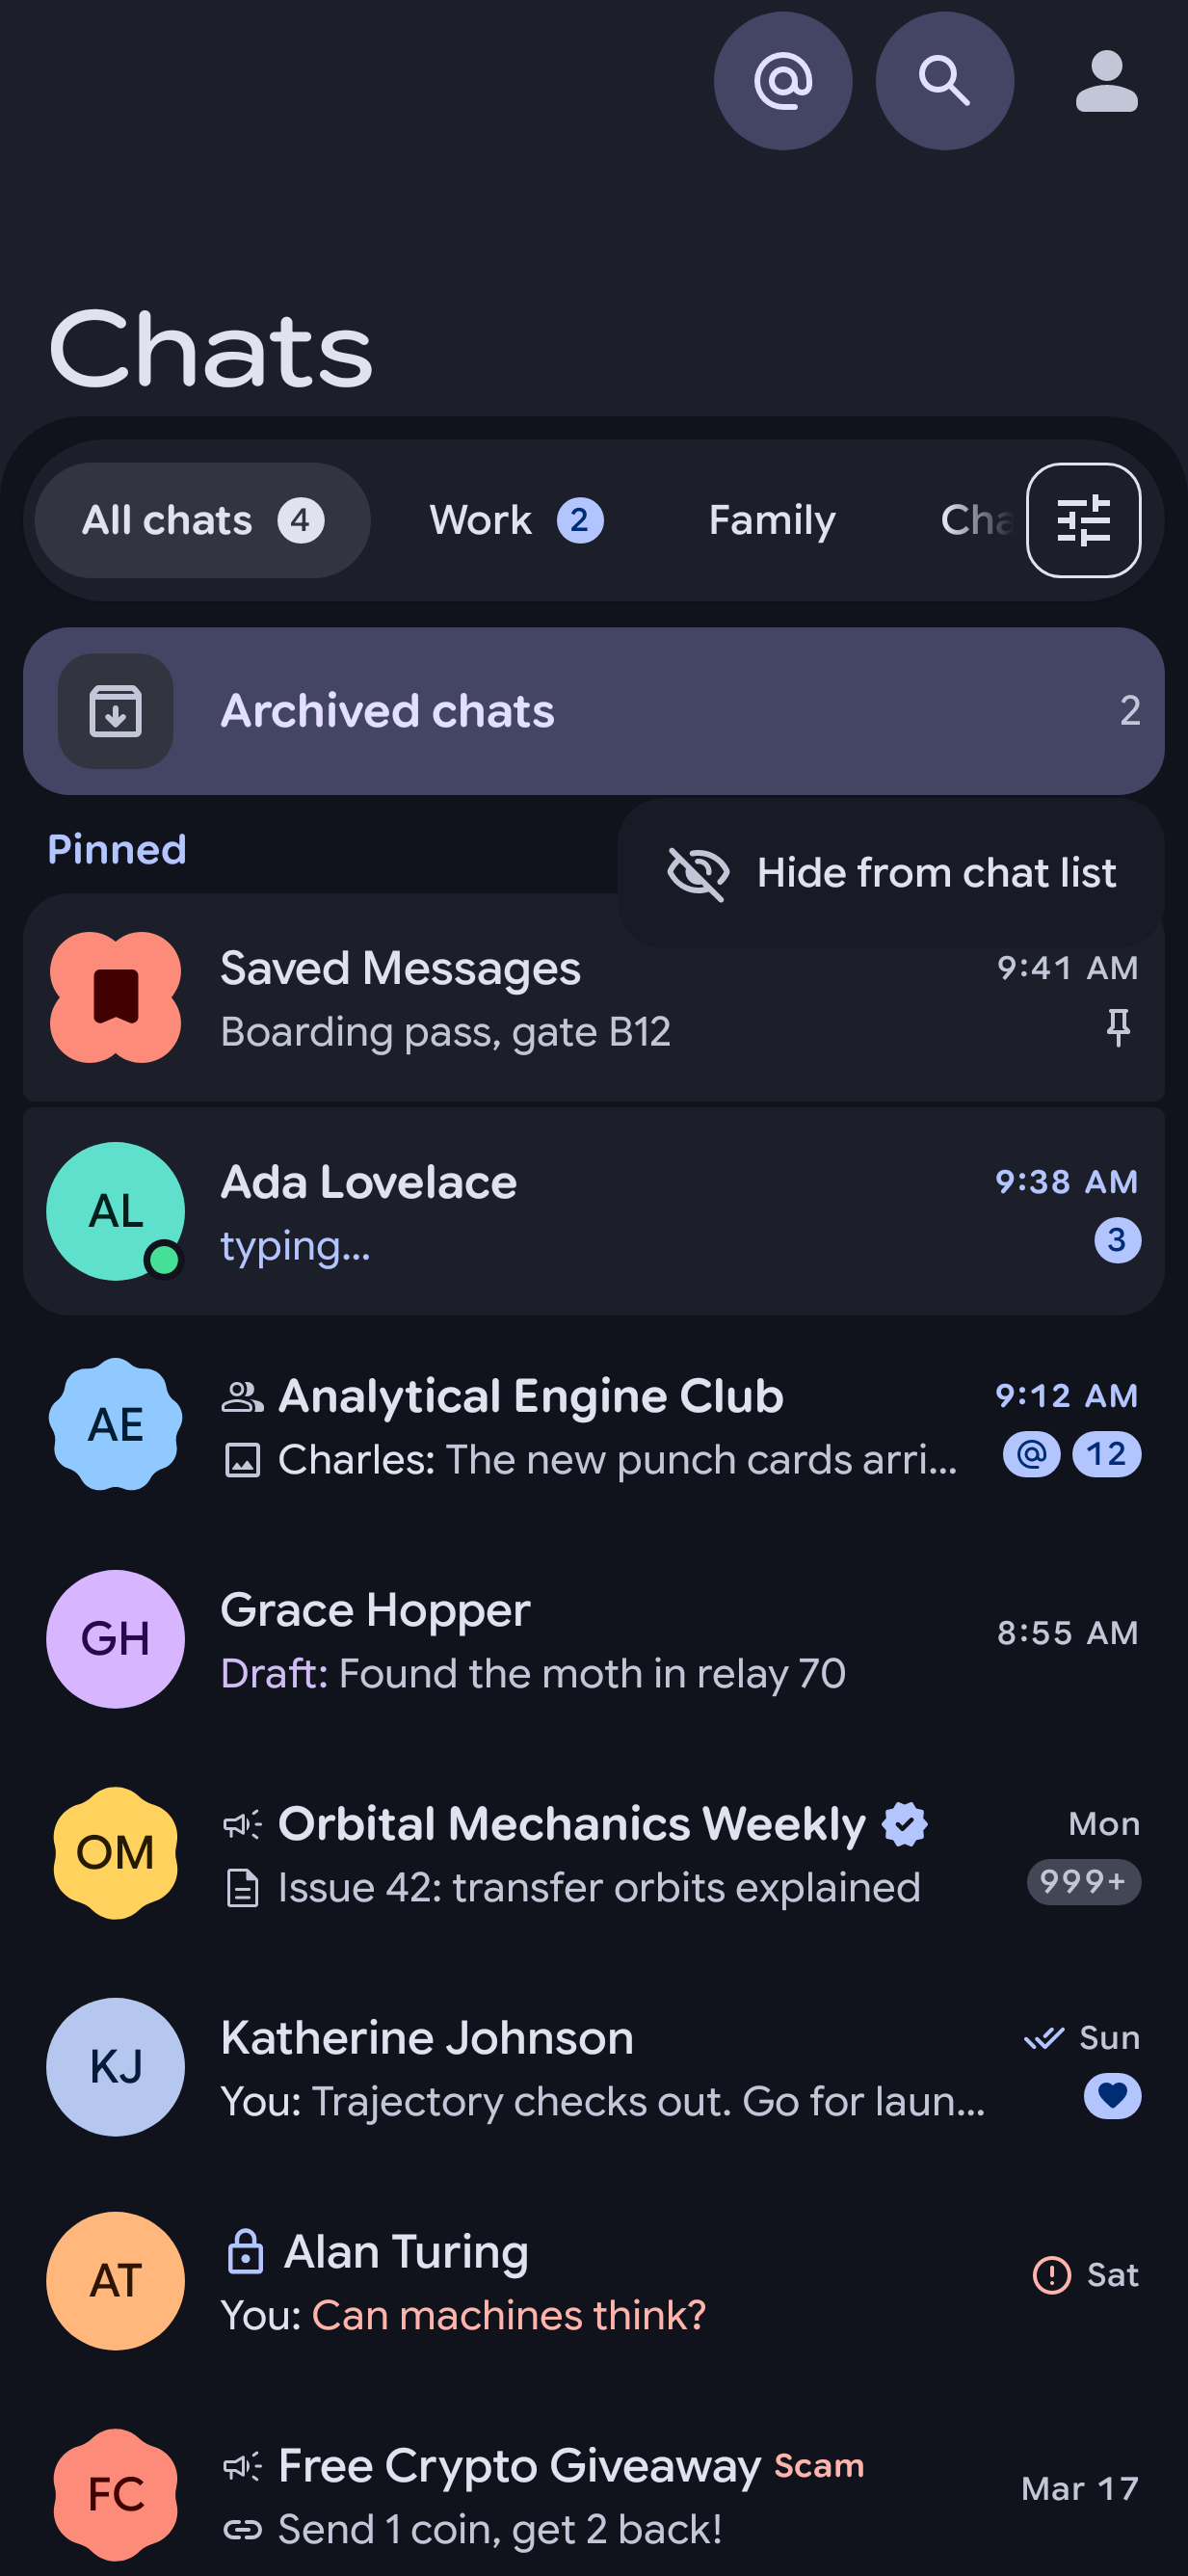 Chats
All chats 4 Work 2 Family Cha
Archived chats 2
Pinned
Hide from chat list
Saved Messages 9:41 AM
Boarding pass, gate B12
AL Ada Lovelace 9:38 AM
typing... 3
AE Analytical Engine Club 9:12 AM
Charles: The new punch cards arri... @ 12
GH Grace Hopper 8:55 AM
Draft: Found the moth in relay 70
OM Orbital Mechanics Weekly Mon
Issue 42: transfer orbits explained 999+
KJ Katherine Johnson Sun
You: Trajectory checks out. Go for laun...
AT Alan Turing Sat
You: Can machines think?
FC Free Crypto Giveaway Scam Mar 17
Send 1 coin, get 2 back!